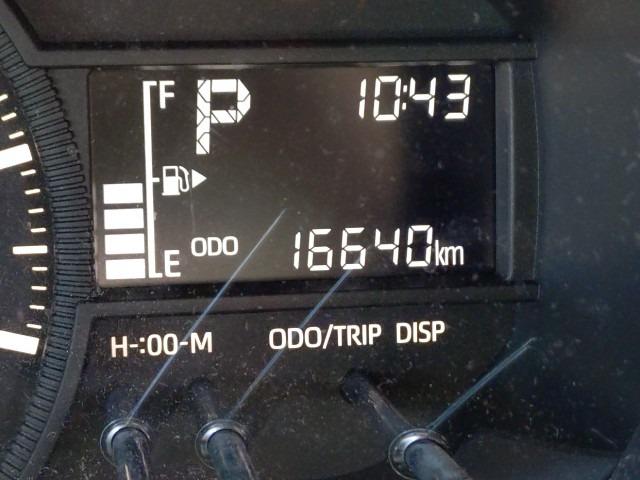 F P 10:43
E ODO 16640km
H-:00-M ODO/TRIP DISP